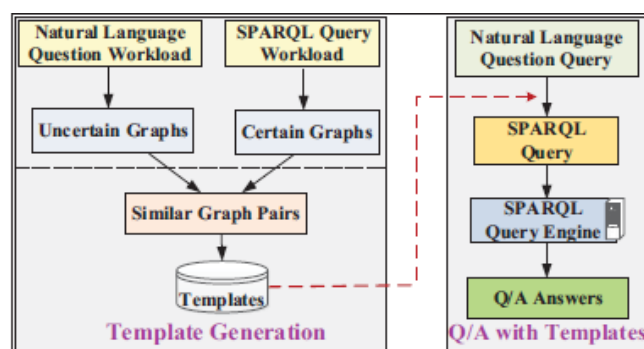 Natural Language
Question Workload
SPARQL Query
Workload
Uncertain Graphs
Certain Graphs
Similar Graph Pairs
Templates
Template Generation
Natural Language
Question Query
SPARQL
Query
SPARQL
Query Engine
Q/A Answers
Q/A with Templates